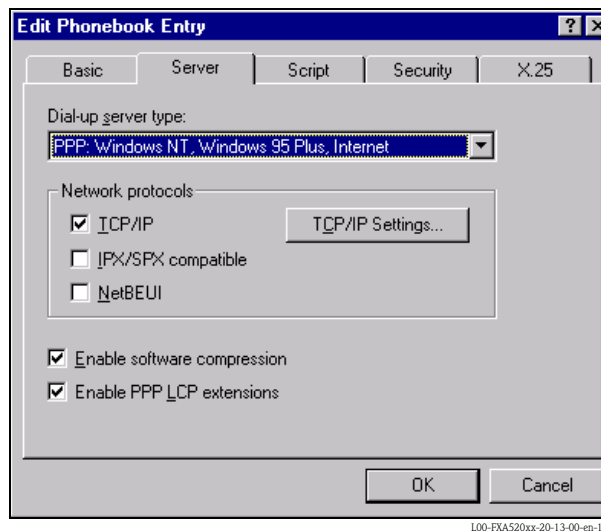 Edit Phonebook Entry
Basic Server Script Security X.25
Dial-up server type:
PPP: Windows NT, Windows 95 Plus, Internet
Network protocols
TCP/IP TCP/IP Settings...
IPX/SPX compatible
NetBEUI
Enable software compression
Enable PPP LCP extensions
OK Cancel
L00-FXA520xx-20-13-00-en-1